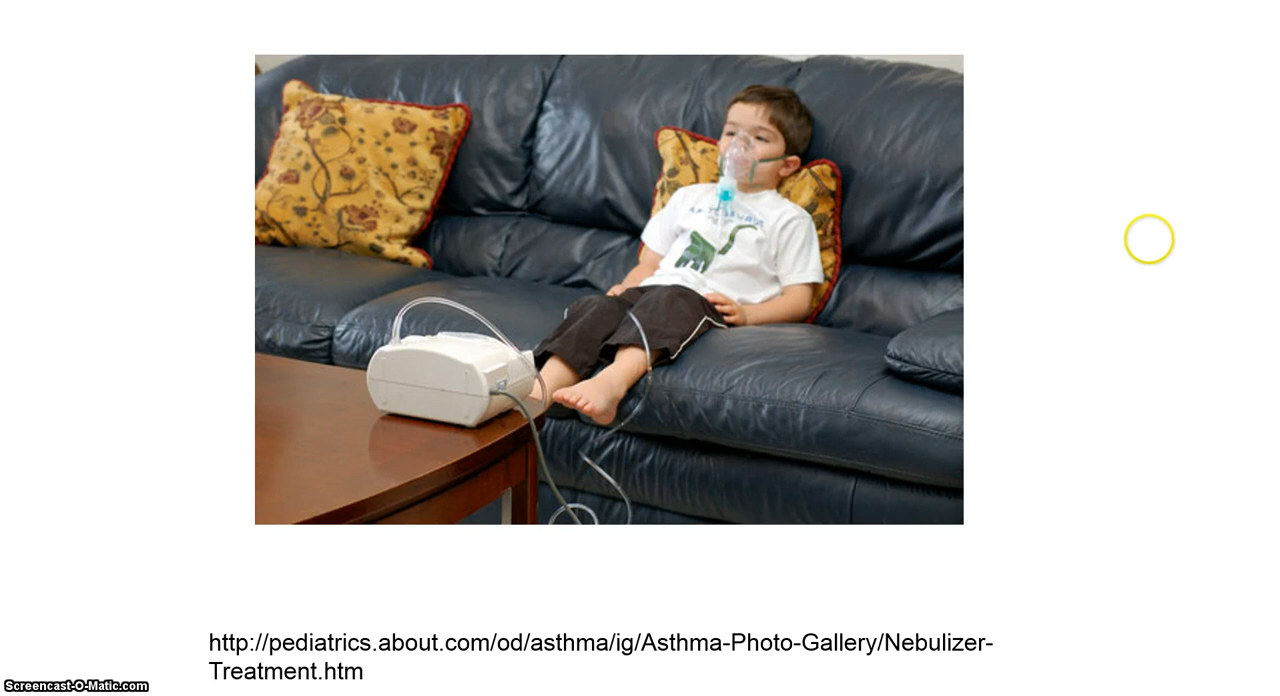 http://pediatrics.about.com/od/asthma/ig/Asthma-Photo-Gallery/Nebulizer-
Treatment.htm
Screencast-O-Matic.com